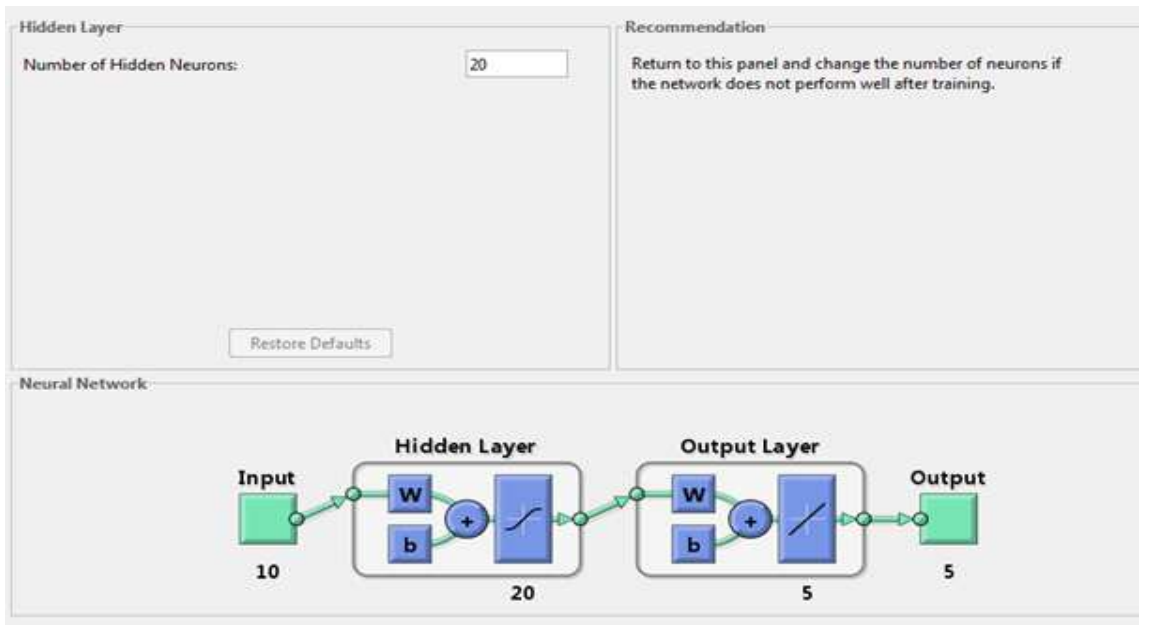 Hidden Layer
Number of Hidden Neurons:
20
Restore Defaults
Recommendation
Return to this panel and change the number of neurons if
the network does not perform well after training.
Neural Network
Hidden Layer
Output Layer
Input
Output
W
b
+
W
b
+
10
20
5
5